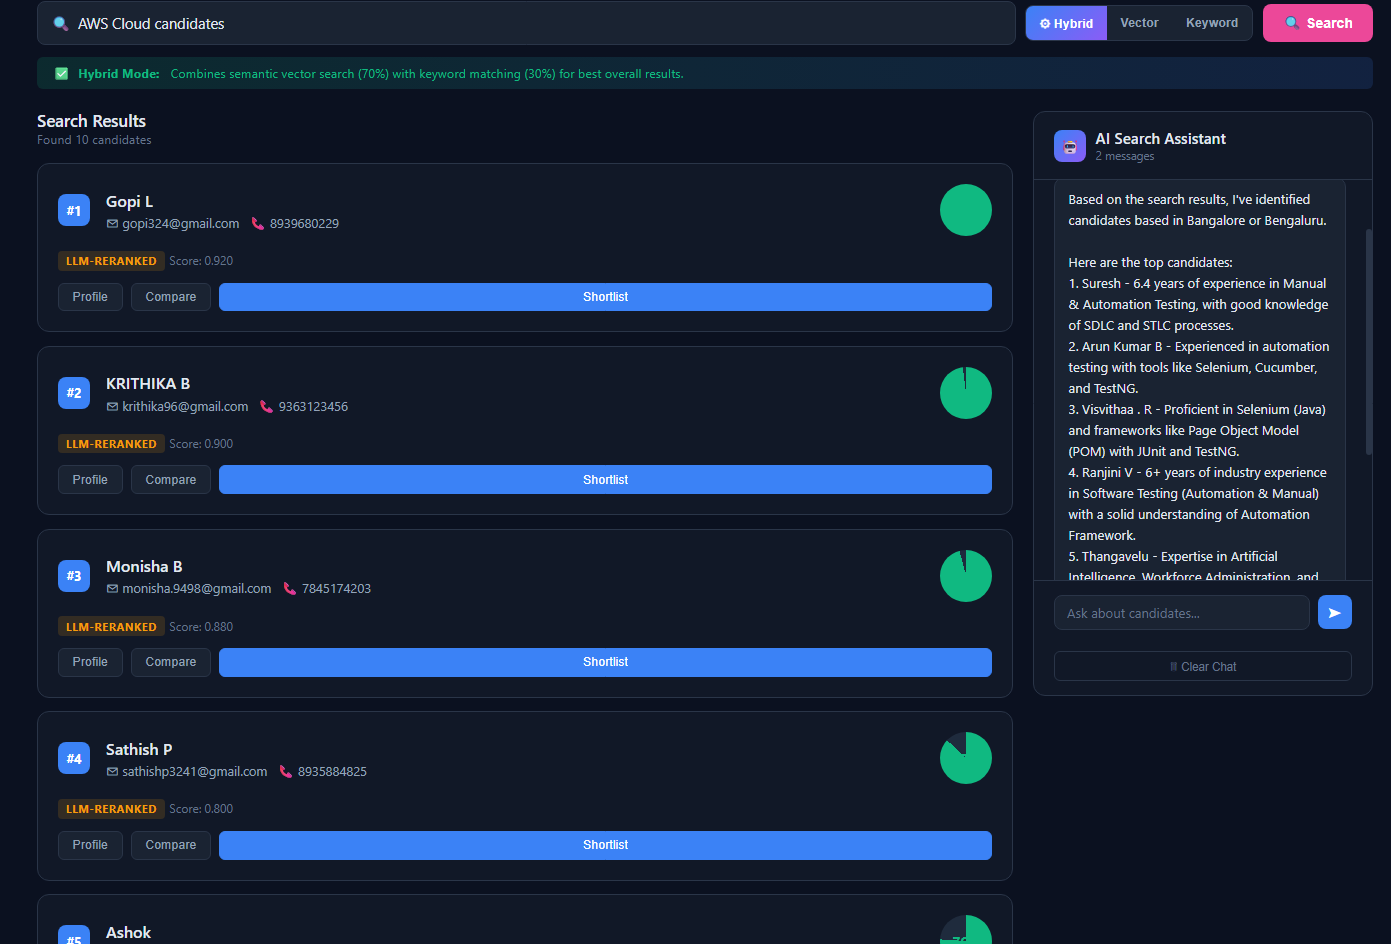 AWS Cloud candidates
Hybrid
Vector
Keyword
Search
Hybrid Mode: Combines semantic vector search (70%) with keyword matching (30%) for best overall results.
Search Results
Found 10 candidates
#1
Gopi L
gopi324@gmail.com 8939680229
LLM-RERANKED Score: 0.920
Profile Compare Shortlist
#2
KRITHIKA B
krithika96@gmail.com 9363123456
LLM-RERANKED Score: 0.900
Profile Compare Shortlist
#3
Monisha B
monisha.9498@gmail.com 7845174203
LLM-RERANKED Score: 0.880
Profile Compare Shortlist
#4
Sathish P
sathishp3241@gmail.com 8935884825
LLM-RERANKED Score: 0.800
Profile Compare Shortlist
#5
Ashok
AI Search Assistant
2 messages
Based on the search results, I've identified
candidates based in Bangalore or Bengaluru.
Here are the top candidates:
1. Suresh - 6.4 years of experience in Manual
& Automation Testing, with good knowledge
of SDLC and STLC processes.
2. Arun Kumar B - Experienced in automation
testing with tools like Selenium, Cucumber,
and TestNG.
3. Visvithaa . R - Proficient in Selenium (Java)
and frameworks like Page Object Model
(POM) with JUnit and TestNG.
4. Ranjini V - 6+ years of industry experience
in Software Testing (Automation & Manual)
with a solid understanding of Automation
Framework.
5. Thangavelu - Expertise in Artificial
Intelligence, Workforce Administration, and
Ask about candidates...
Clear Chat